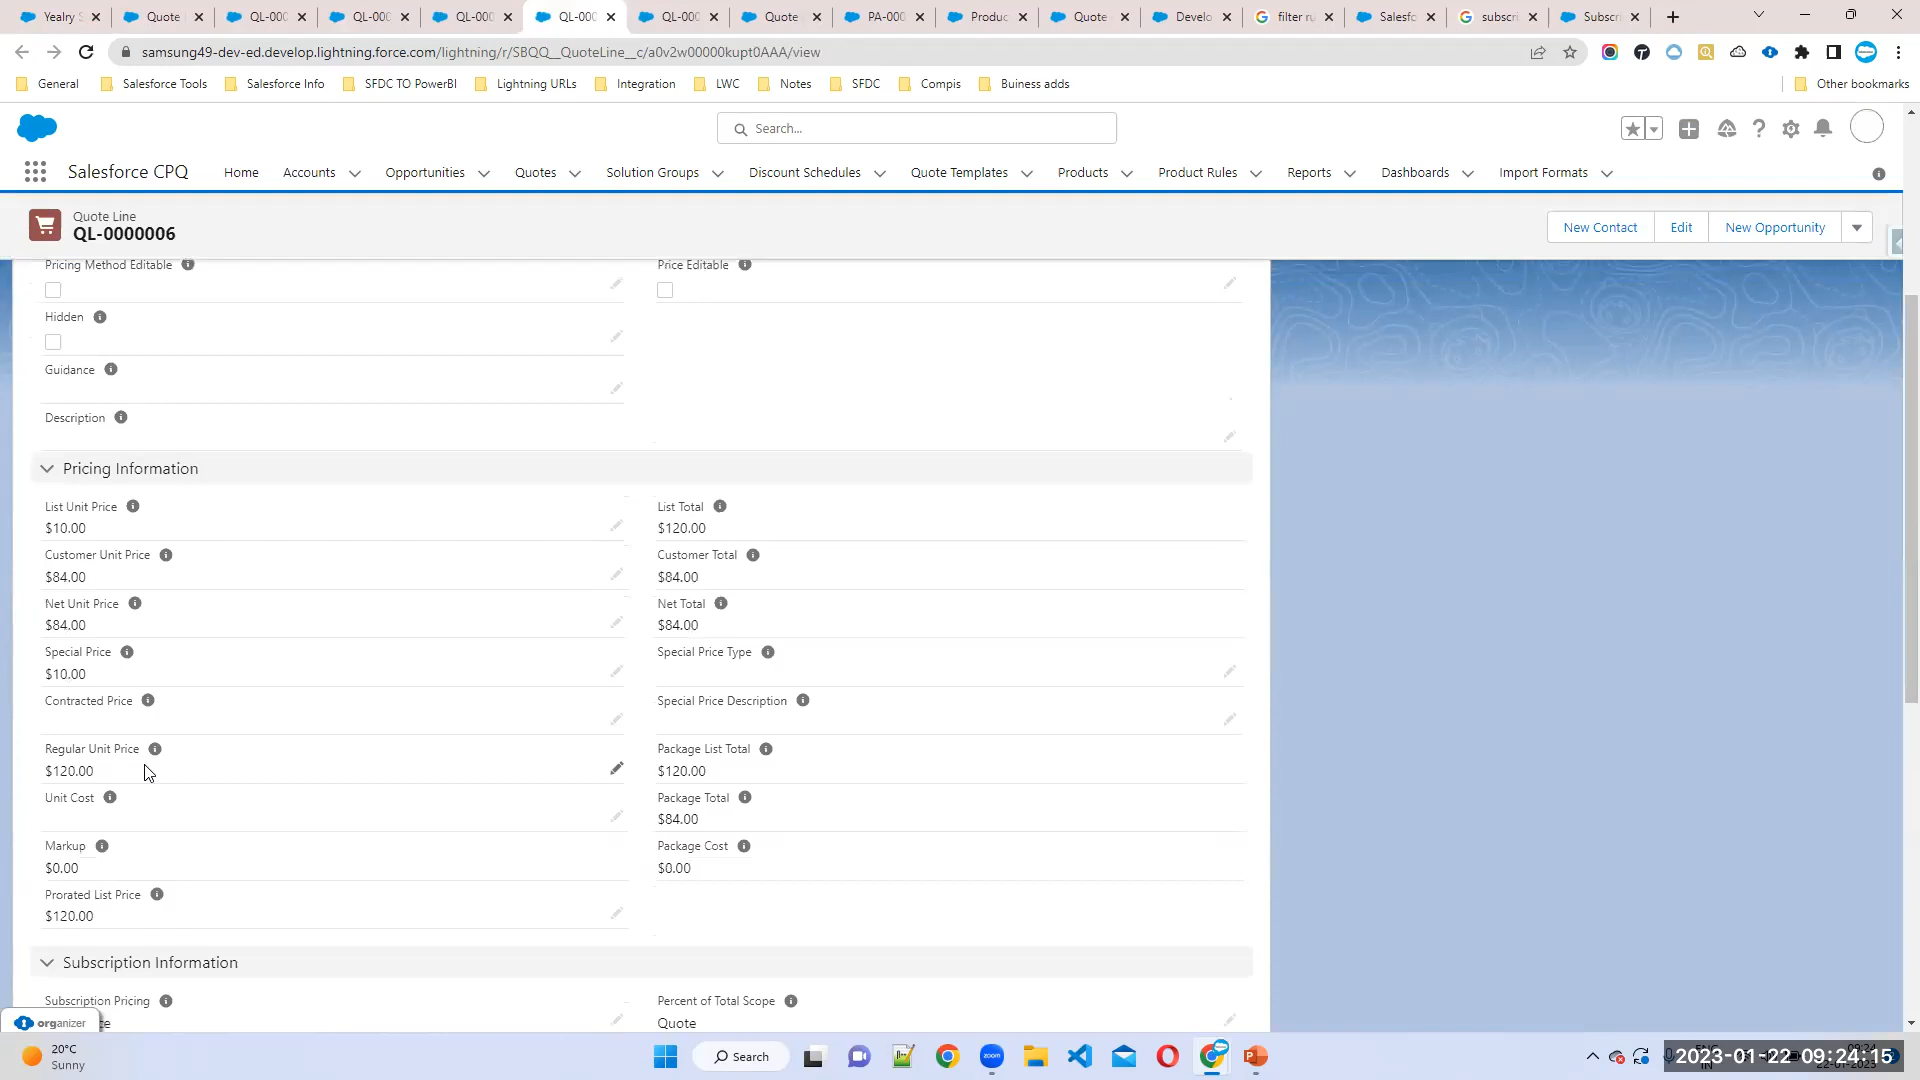 Yealry S
Quote
QL-000
QL-000
QL-000
QL-000
QL-000
Quote
PA-000
Produc
Quote
Develo
filter ru
Salesfo
subscri
Subscri
samsung49-dev-ed.develop.lightning.force.com/lightning/r/SBQQ__QuoteLine__c/a0v2w00000kupt0AAA/view
General
Salesforce Tools
Salesforce Info
SFDC TO PowerBI
Lightning URLs
Integration
LWC
Notes
SFDC
Compis
Buiness adds
Other bookmarks
Search...
Salesforce CPQ
Home
Accounts
Opportunities
Quotes
Solution Groups
Discount Schedules
Quote Templates
Products
Product Rules
Reports
Dashboards
Import Formats
Quote Line
QL-0000006
New Contact
Edit
New Opportunity
Pricing Method Editable
Price Editable
Hidden
Guidance
Description
Pricing Information
List Unit Price
$10.00
List Total
$120.00
Customer Unit Price
$84.00
Customer Total
$84.00
Net Unit Price
$84.00
Net Total
$84.00
Special Price
$10.00
Special Price Type
Contracted Price
Special Price Description
Regular Unit Price
$120.00
Package List Total
$120.00
Unit Cost
Package Total
$84.00
Markup
$0.00
Package Cost
$0.00
Prorated List Price
$120.00
Subscription Information
Subscription Pricing
Percent of Total Scope
Quote
organizer
20°C
Sunny
Search
zoom
2023-01-22 09:24:15